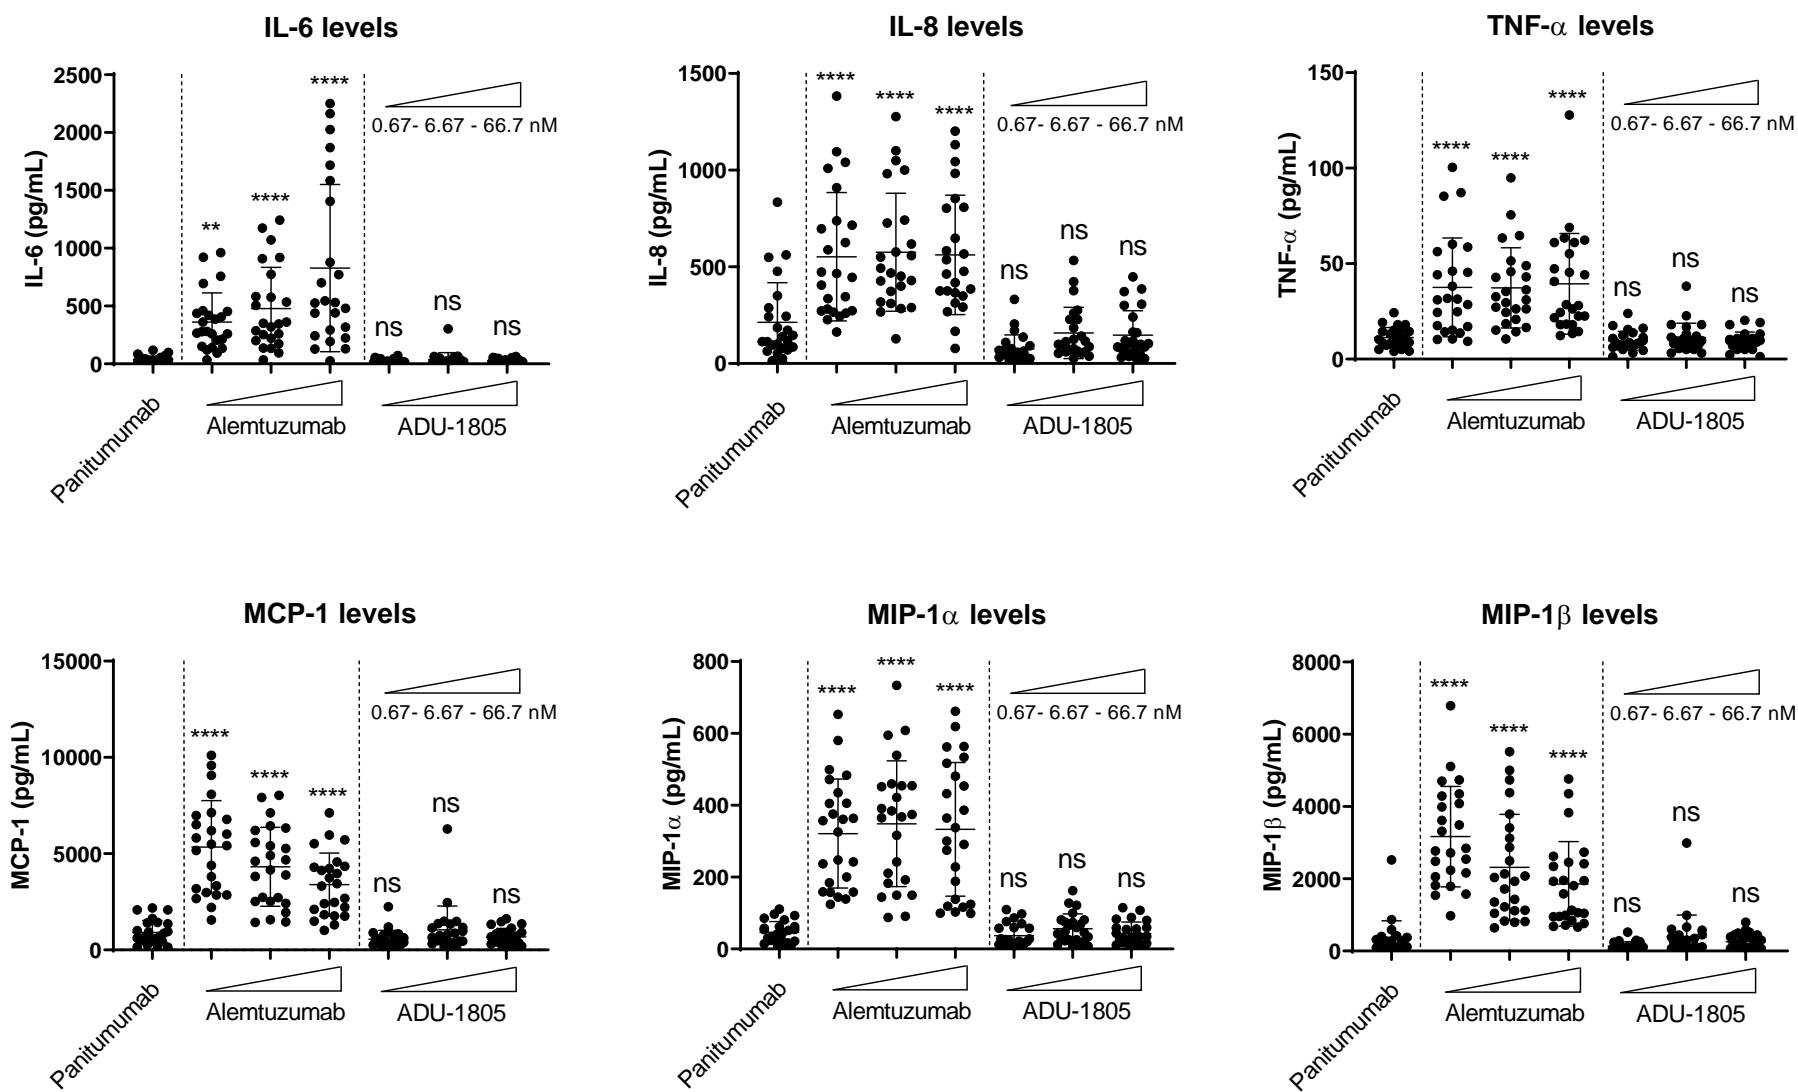 IL-6 levels
IL-6 (pg/mL)
2500
2000
1500
1000
500
0
**
****
****
ns
ns
ns
0.67- 6.67 - 66.7 nM
Panitumumab
Alemtuzumab
ADU-1805
IL-8 levels
IL-8 (pg/mL)
1500
1000
500
0
****
****
****
ns
ns
ns
0.67- 6.67 - 66.7 nM
Panitumumab
Alemtuzumab
ADU-1805
TNF-α levels
TNF-α (pg/mL)
150
100
50
0
****
****
****
ns
ns
ns
0.67- 6.67 - 66.7 nM
Panitumumab
Alemtuzumab
ADU-1805
MCP-1 levels
MCP-1 (pg/mL)
15000
10000
5000
0
****
****
****
ns
ns
ns
0.67- 6.67 - 66.7 nM
Panitumumab
Alemtuzumab
ADU-1805
MIP-1α levels
MIP-1α (pg/mL)
800
600
400
200
0
****
****
****
ns
ns
ns
0.67- 6.67 - 66.7 nM
Panitumumab
Alemtuzumab
ADU-1805
MIP-1β levels
MIP-1β (pg/mL)
8000
6000
4000
2000
0
****
****
****
ns
ns
ns
0.67- 6.67 - 66.7 nM
Panitumumab
Alemtuzumab
ADU-1805